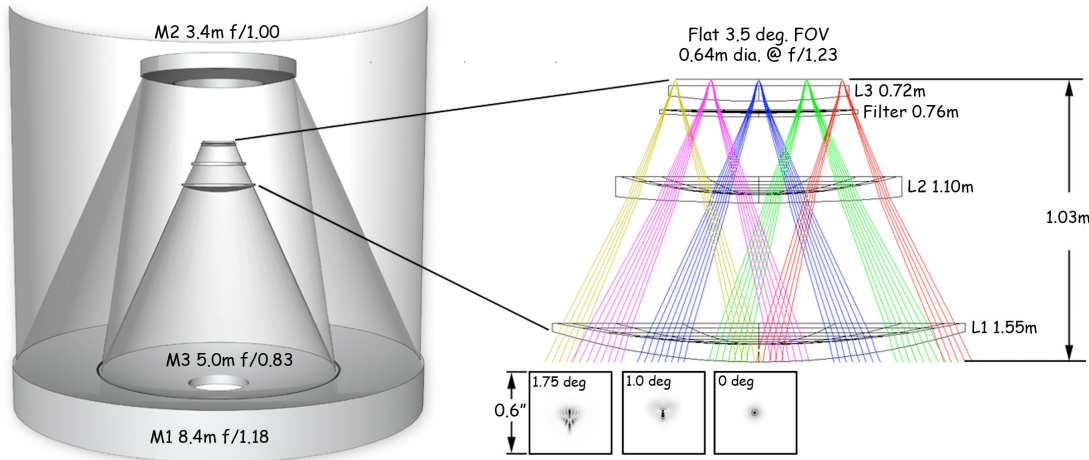 M2 3.4m f/1.00
M3 5.0m f/0.83
M1 8.4m f/1.18
Flat 3.5 deg. FOV
0.64m dia. @ f/1.23
L3 0.72m
Filter 0.76m
L2 1.10m
1.03m
L1 1.55m
0.6"
1.75 deg
1.0 deg
0 deg